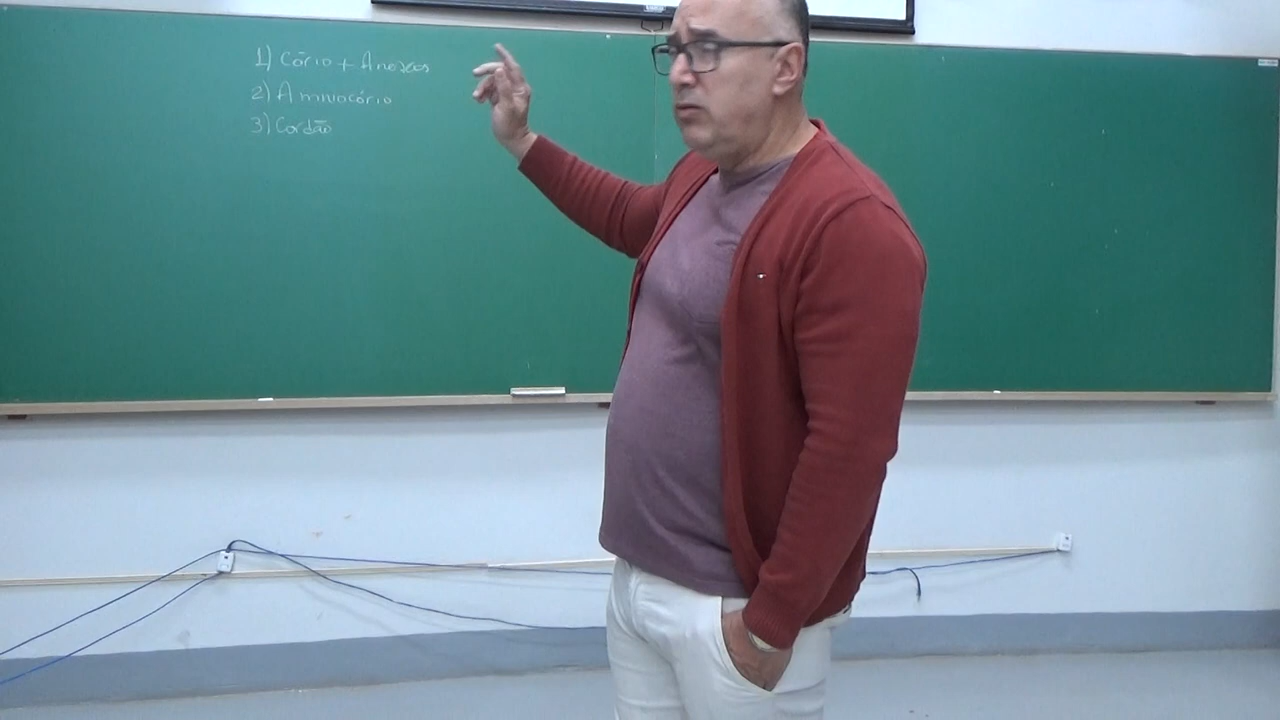 1) Cório + Anexos
2) Amniocório
3) Cordão